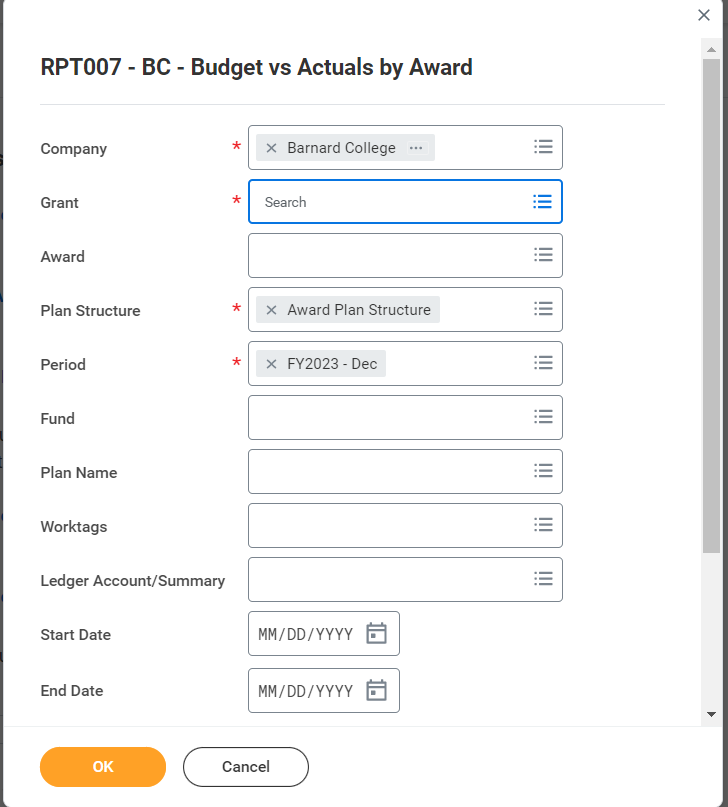 RPT007 - BC - Budget vs Actuals by Award
Company * × Barnard College ...
Grant * Search
Award
Plan Structure * × Award Plan Structure
Period * × FY2023 - Dec
Fund
Plan Name
Worktags
Ledger Account/Summary
Start Date MM/DD/YYYY
End Date MM/DD/YYYY
OK Cancel